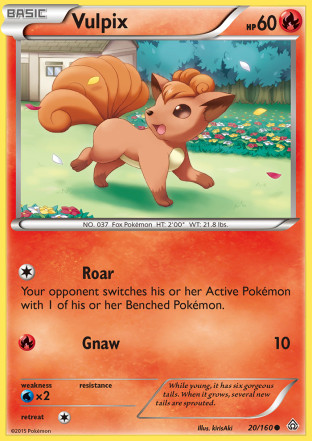 BASIC
Vulpix
HP60
NO. 037 Fox Pokémon HT: 2'00" WT: 21.8 lbs.
Roar
Your opponent switches his or her Active Pokémon
with 1 of his or her Benched Pokémon.
Gnaw 10
weakness resistance
×2
retreat
While young, it has six gorgeous
tails. When it grows, several new
tails are sprouted.
Illus. kirisAki 20/160
©2015 Pokémon